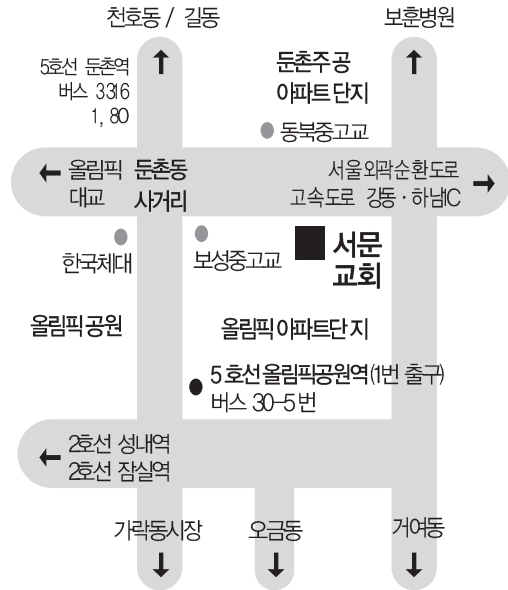 천호동 / 길동
보훈병원
5호선 둔촌역
버스 3316
1, 80
둔촌주공
아파트 단지
동북중고교
올림픽
대교
둔촌동
사거리
서울외곽순환도로
고속도로 강동·하남IC
한국체대
보성중고교
서문
교회
올림픽공원
올림픽아파트단지
5호선올림픽공원역(1번 출구)
버스 30-5번
2호선 성내역
2호선 잠실역
가락동시장
오금동
거여동